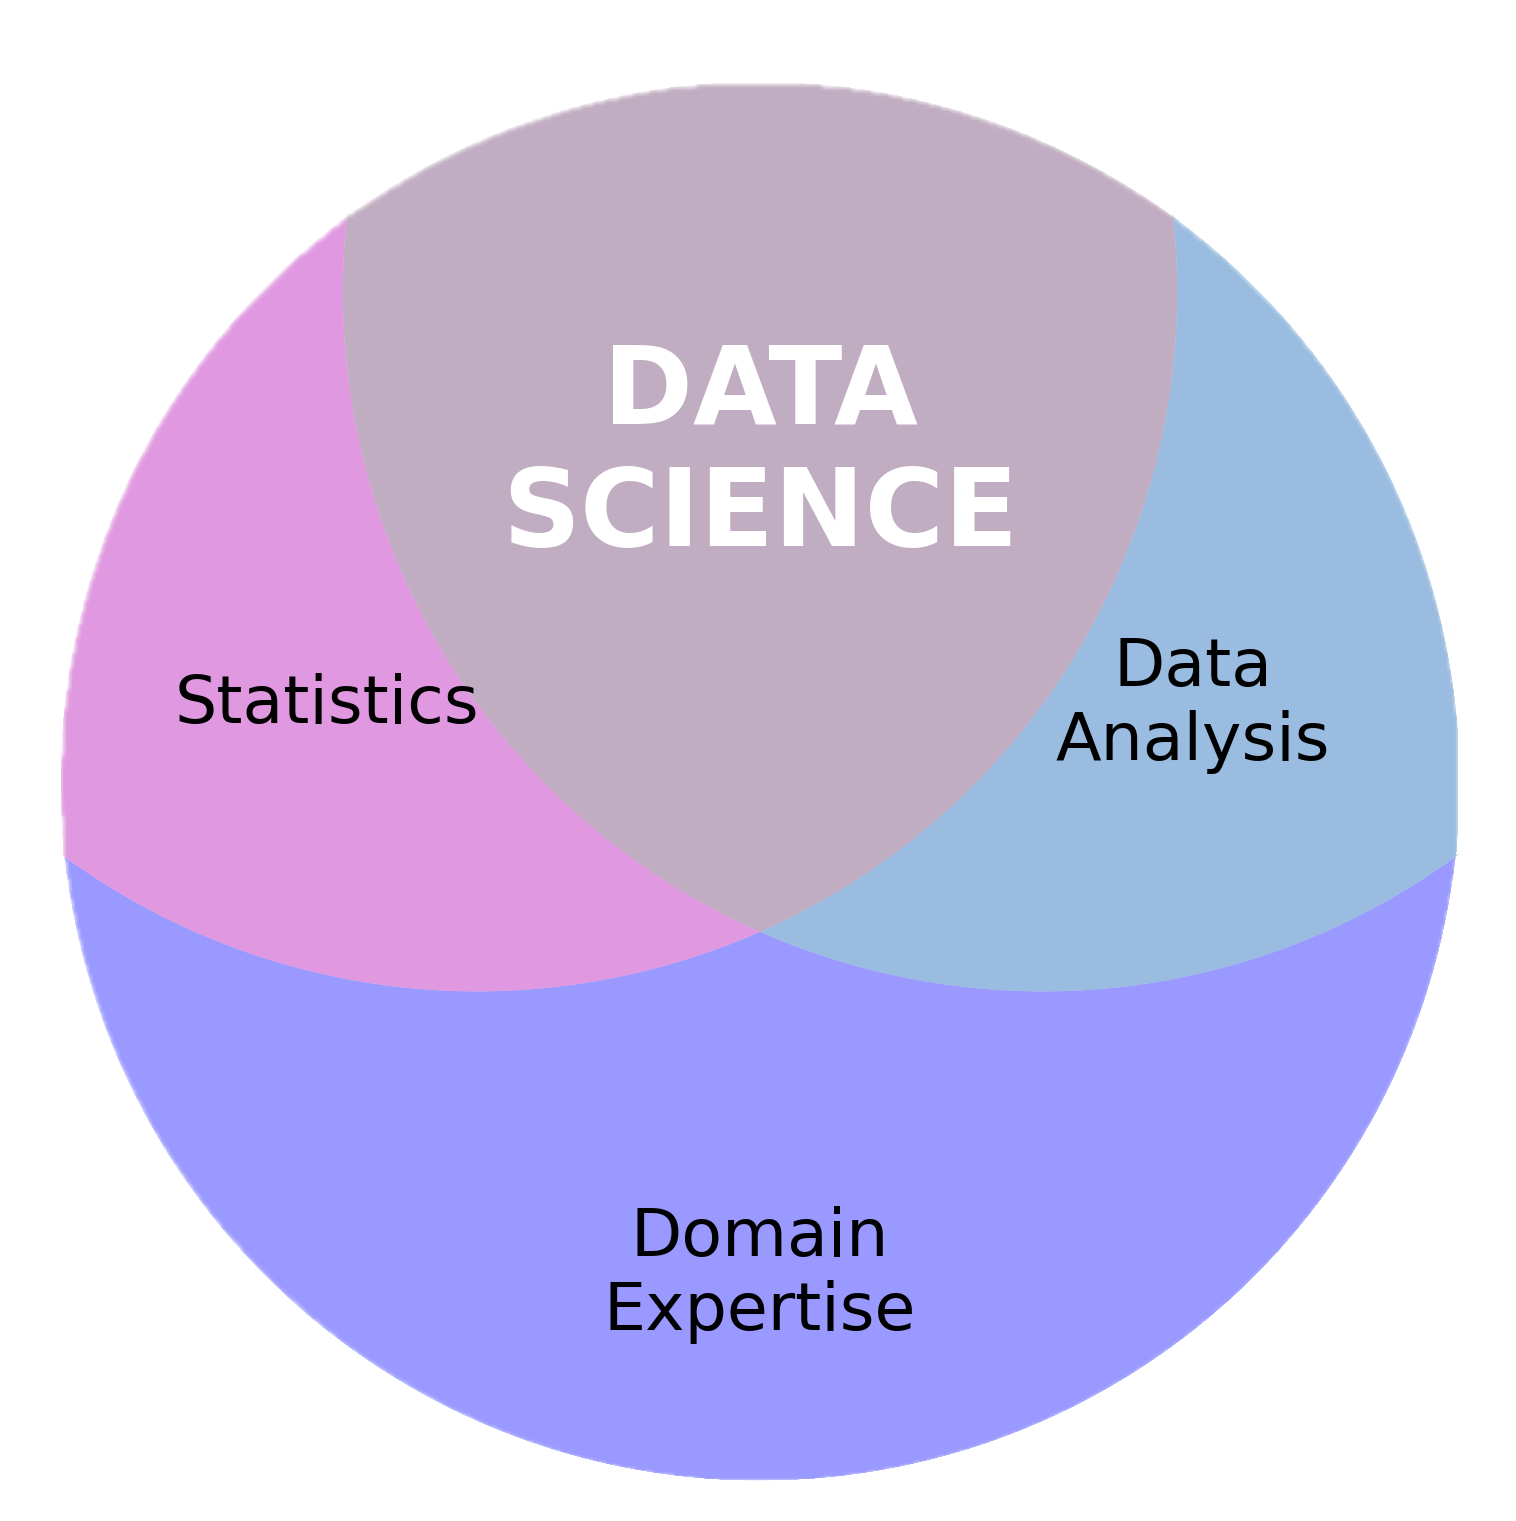 DATA
SCIENCE
Statistics
Data
Analysis
Domain
Expertise